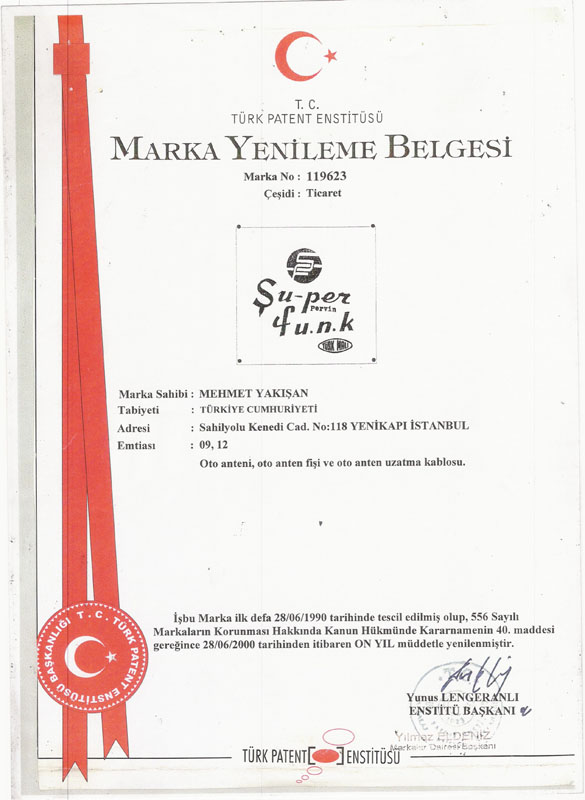 T. C.
TÜRK PATENT ENSTİTÜSÜ
MARKA YENİLEME BELGESİ
Marka No : 119623
Çeşidi : Ticaret
Şu-per
Pervin
fu.n.k
TÜRK MALI
Marka Sahibi : MEHMET YAKIŞAN
Tabiyeti : TÜRKİYE CUMHURİYETİ
Adresi : Sahilyolu Kenedi Cad. No:118 YENİKAPI İSTANBUL
Emtiası : 09, 12
Oto anteni, oto anten fişi ve oto anten uzatma kablosu.
İşbu Marka ilk defa 28/06/1990 tarihinde tescil edilmiş olup, 556 Sayılı
Markaların Korunması Hakkında Kanun Hükmünde Kararnamenin 40. maddesi
gereğince 28/06/2000 tarihinden itibaren ON YIL müddetle yenilenmiştir.
T.C. TÜRK PATENT ENSTİTÜSÜ BAŞKANLIĞI
Yunus LENGERANLI
ENSTİTÜ BAŞKANI
Yılmaz ELDENİZ
Markalar Dairesi Başkanı
TÜRK PATENT ENSTİTÜSÜ